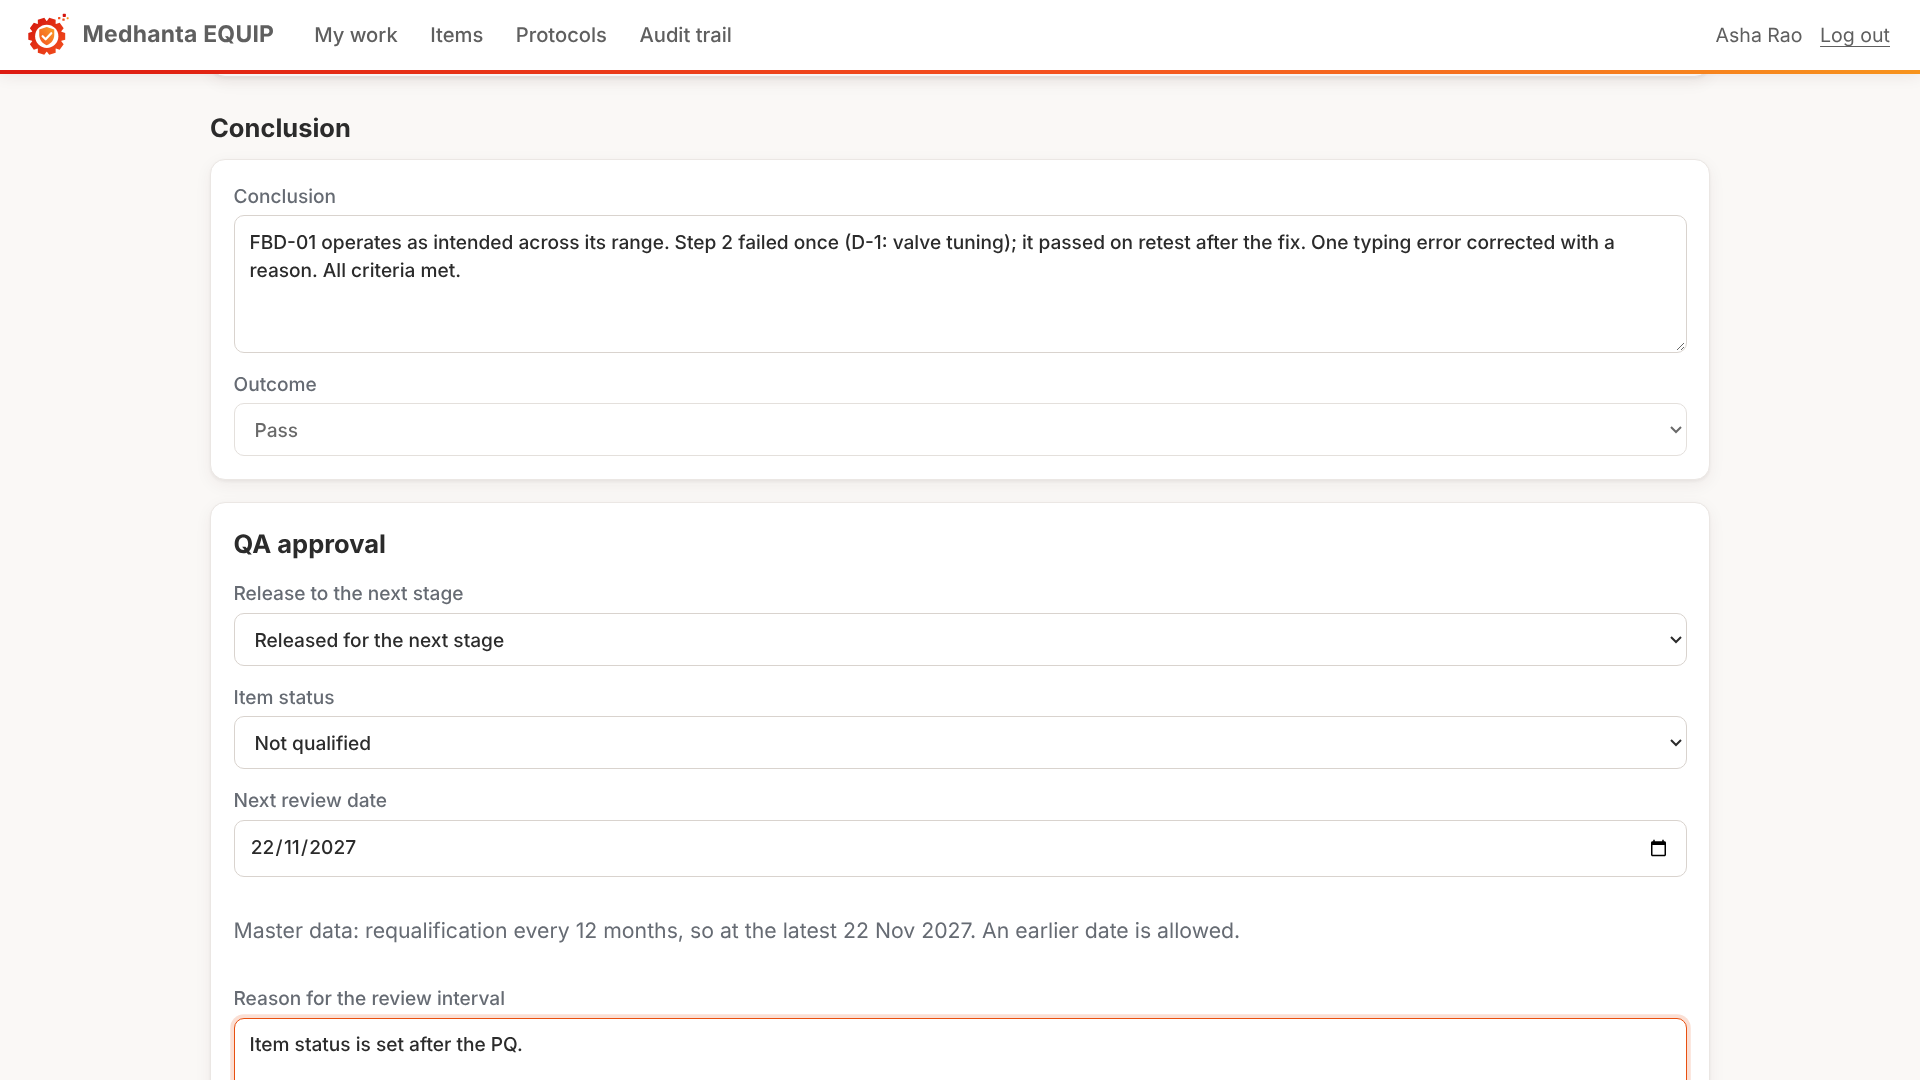 Medhanta EQUIP
My work
Items
Protocols
Audit trail
Asha Rao
Log out
Conclusion
Conclusion
FBD-01 operates as intended across its range. Step 2 failed once (D-1: valve tuning); it passed on retest after the fix. One typing error corrected with a
reason. All criteria met.
Outcome
Pass
QA approval
Release to the next stage
Released for the next stage
Item status
Not qualified
Next review date
22/11/2027
Master data: requalification every 12 months, so at the latest 22 Nov 2027. An earlier date is allowed.
Reason for the review interval
Item status is set after the PQ.